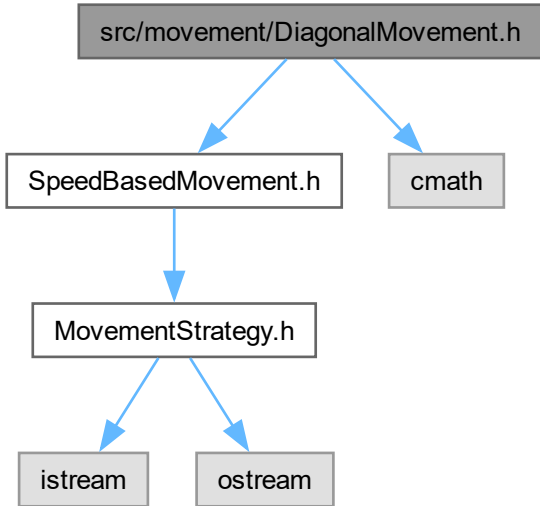 src/movement/DiagonalMovement.h
SpeedBasedMovement.h
cmath
MovementStrategy.h
istream
ostream